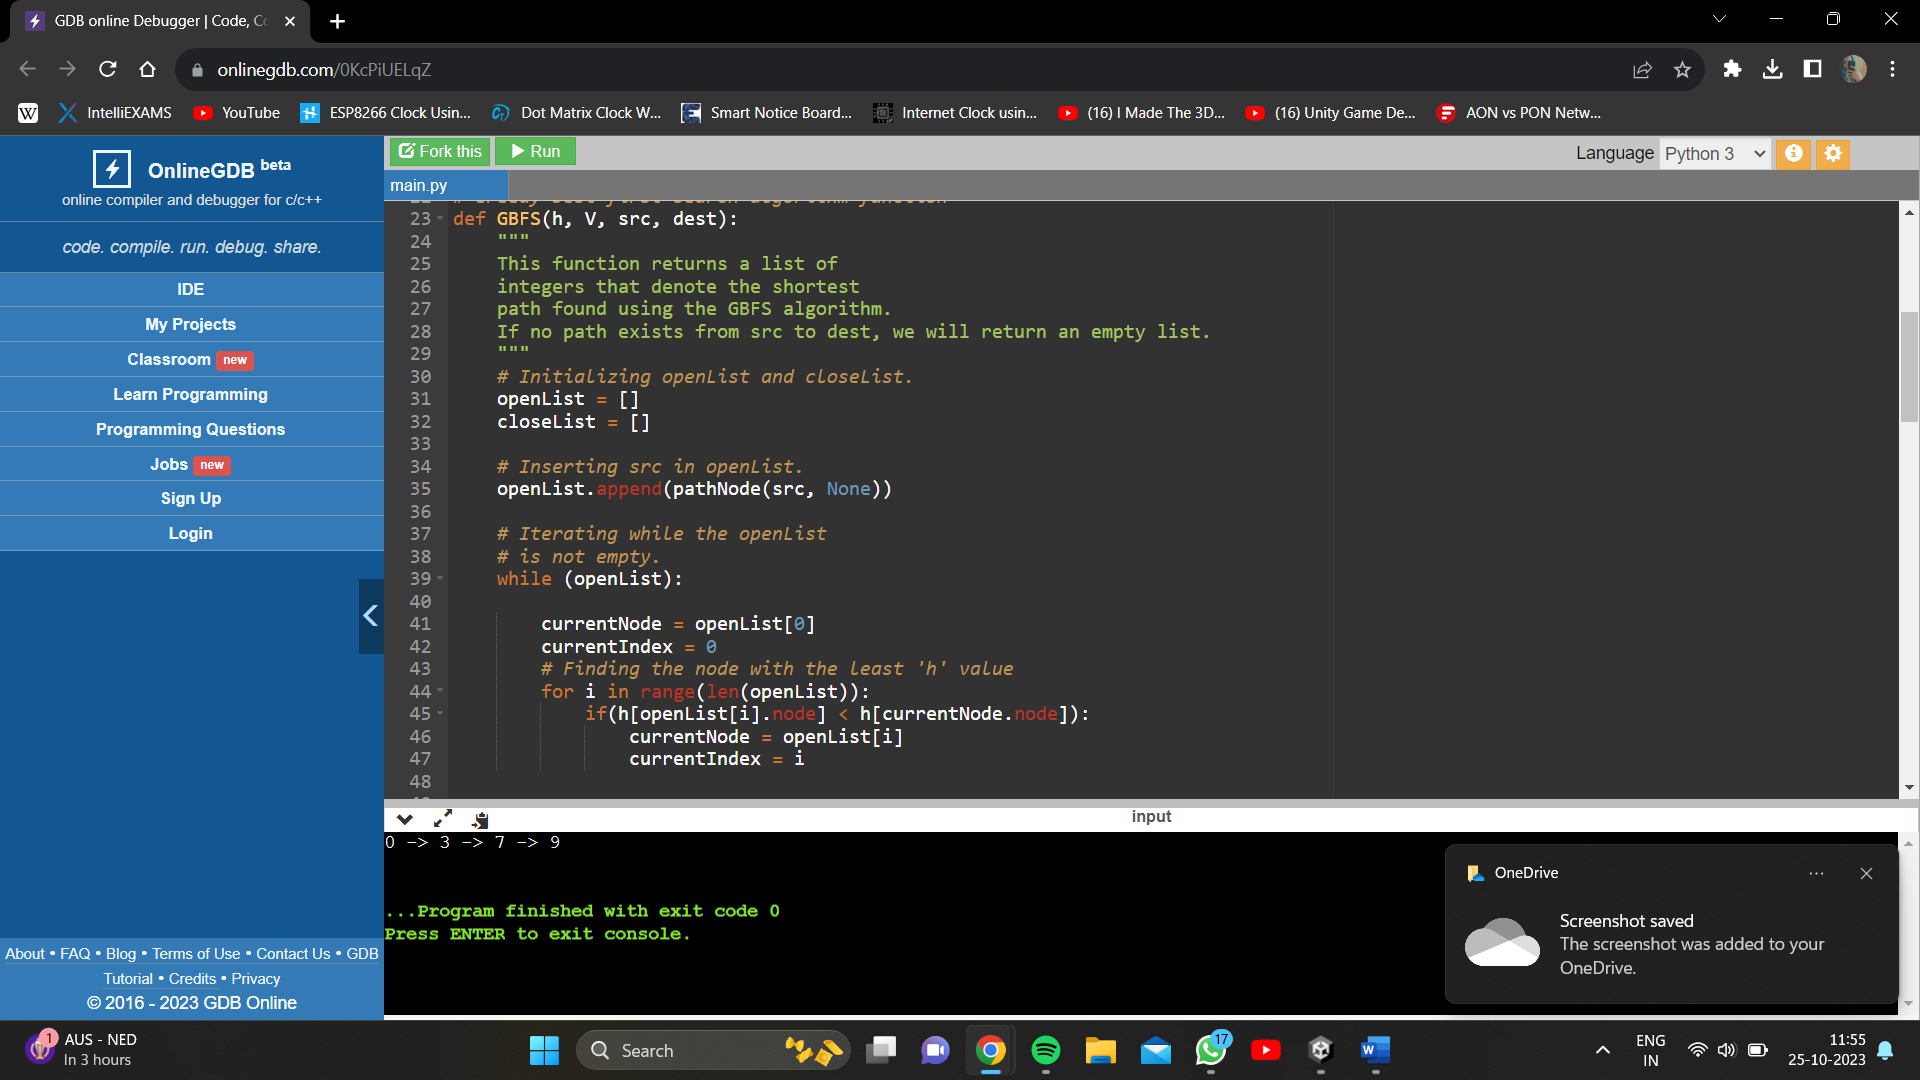 GDB online Debugger | Code, Co
onlinegdb.com/0KcPiUELqZ
W
IntelliEXAMS
YouTube
ESP8266 Clock Usin...
Dot Matrix Clock W...
Smart Notice Board...
Internet Clock usin...
(16) I Made The 3D...
(16) Unity Game De...
AON vs PON Netw...
OnlineGDB beta
online compiler and debugger for c/c++
code. compile. run. debug. share.
IDE
My Projects
Classroom new
Learn Programming
Programming Questions
Jobs new
Sign Up
Login
About • FAQ • Blog • Terms of Use • Contact Us • GDB
Tutorial • Credits • Privacy
© 2016 - 2023 GDB Online
Fork this
Run
Language Python 3
main.py
22 # Greedy best first search algorithm function
23 def GBFS(h, V, src, dest):
24 """
25 This function returns a list of
26 integers that denote the shortest
27 path found using the GBFS algorithm.
28 If no path exists from src to dest, we will return an empty list.
29 """
30 # Initializing openList and closeList.
31 openList = []
32 closeList = []
33
34 # Inserting src in openList.
35 openList.append(pathNode(src, None))
36
37 # Iterating while the openList
38 # is not empty.
39 while (openList):
40
41 currentNode = openList[0]
42 currentIndex = 0
43 # Finding the node with the least 'h' value
44 for i in range(len(openList)):
45 if(h[openList[i].node] < h[currentNode.node]):
46 currentNode = openList[i]
47 currentIndex = i
48
input
0 -> 3 -> 7 -> 9
...Program finished with exit code 0
Press ENTER to exit console.
OneDrive
Screenshot saved
The screenshot was added to your
OneDrive.
1
AUS - NED
In 3 hours
Search
17
W
ENG
IN
11:55
25-10-2023